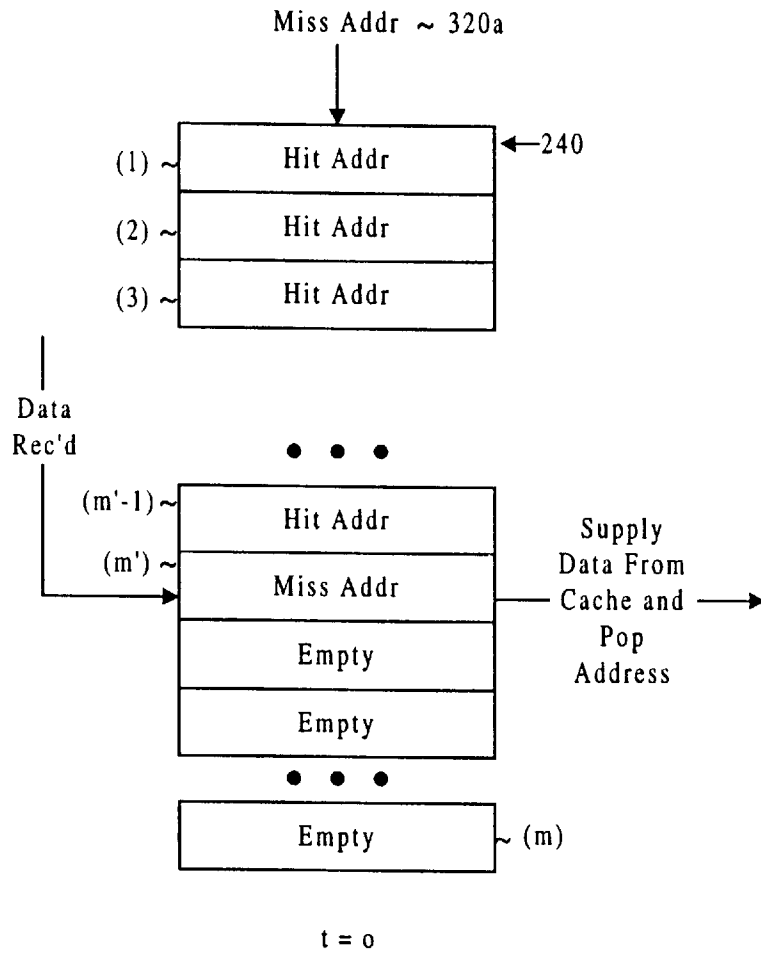 Miss Addr ~ 320a
240
(1) ~ Hit Addr
(2) ~ Hit Addr
(3) ~ Hit Addr
Data
Rec'd
(m'-1) ~ Hit Addr
(m') ~ Miss Addr
Empty
Empty
Supply
Data From
Cache and
Pop
Address
Empty ~ (m)
t = o